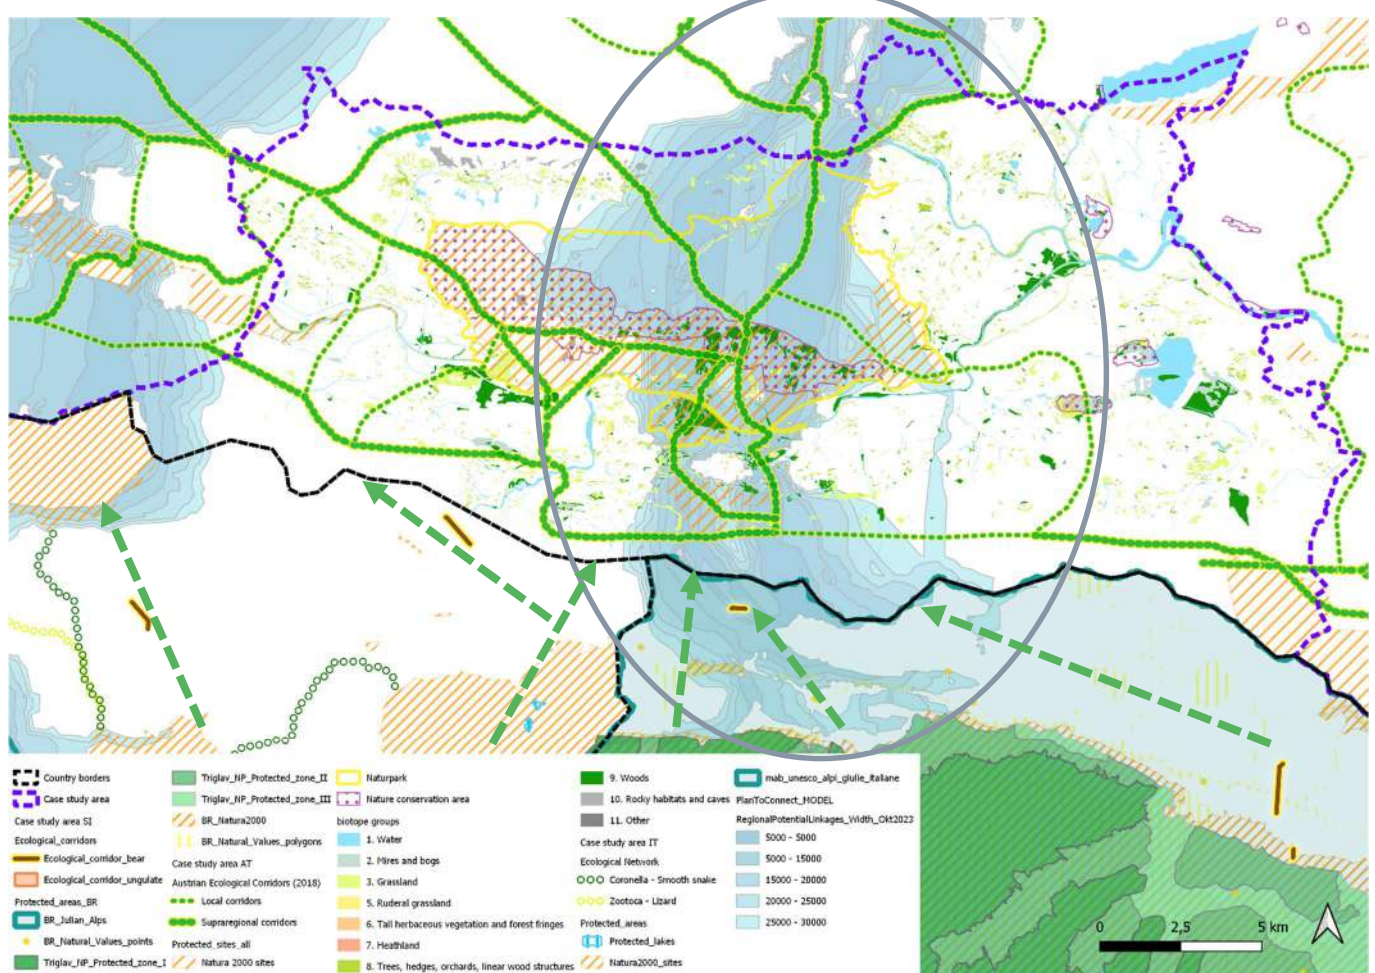 Country borders
Case study area
Case study area SI
Ecological_corridors
Ecological_corridor_bear
Ecological_corridor_ungulate
Protected_areas_BR
BR_Julian_Alps
BR_Natural_Values_points
Triglav_NP_Protected_zone_I
Triglav_NP_Protected_zone_II
Triglav_NP_Protected_zone_III
BR_Natura2000
BR_Natural_Values_polygons
Case study area AT
Austrian Ecological Corridors (2018)
Local corridors
Supraregional corridors
Protected_sites_all
Natura 2000 sites
Naturpark
Nature conservation area
biotope groups
1. Water
2. Mires and bogs
3. Grassland
5. Ruderal grassland
6. Tall herbaceous vegetation and forest fringes
7. Heathland
8. Trees, hedges, orchards, linear wood structures
9. Woods
10. Rocky habitats and caves
11. Other
Case study area IT
Ecological Network
Coronella - Smooth snake
Zootoca - Lizard
Protected_areas
Protected_lakes
Natura2000_sites
mab_unesco_alpi_giulie_italiane
PlanToConnect_MODEL
RegionalPotentialLinkages_Width_Okt2023
5000 - 5000
5000 - 15000
15000 - 20000
20000 - 25000
25000 - 30000
0 2,5 5 km